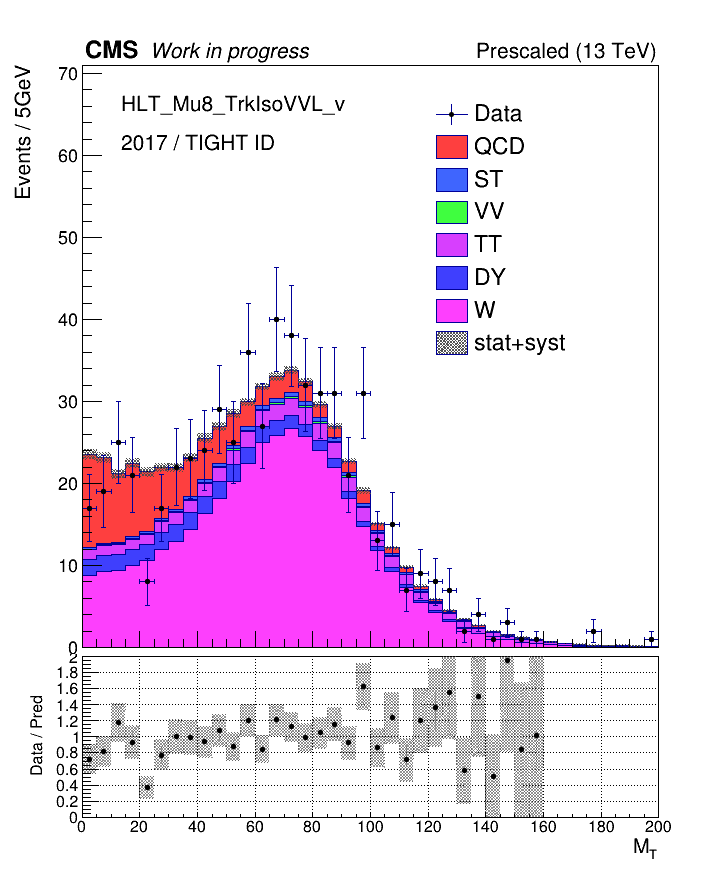 CMS Work in progress Prescaled (13 TeV)
Events / 5GeV
70
60
50
40
30
20
10
0
HLT_Mu8_TrkIsoVVL_v
2017 / TIGHT ID
Data
QCD
ST
VV
TT
DY
W
stat+syst
Data / Pred
2
1.8
1.6
1.4
1.2
1
0.8
0.6
0.4
0.2
0
0 20 40 60 80 100 120 140 160 180 200
M_T